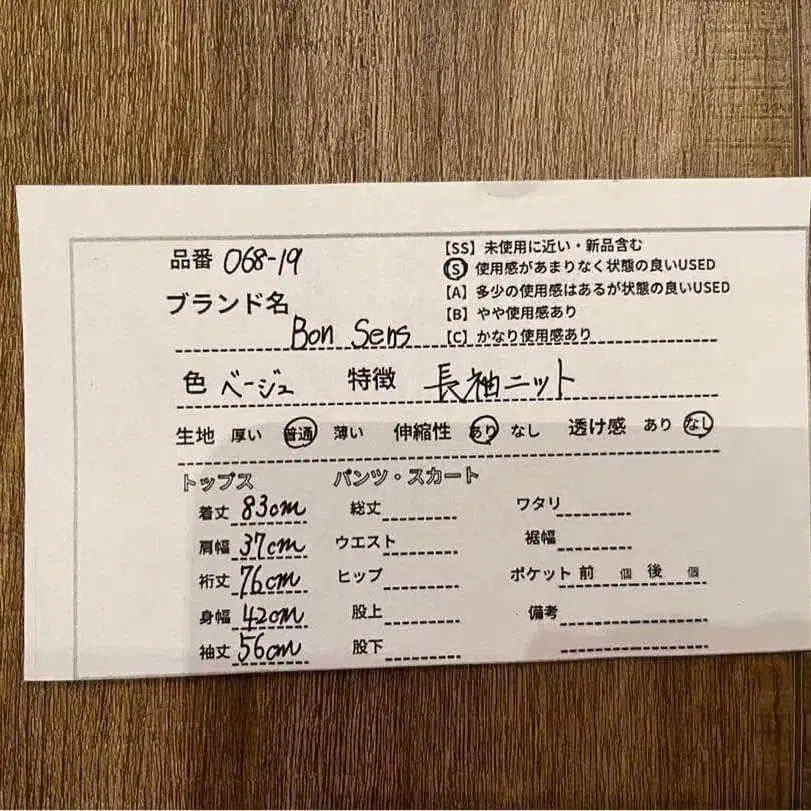 品番 068-19
【SS】未使用に近い・新品含む
Ⓢ 使用感があまりなく状態の良いUSED
【A】多少の使用感はあるが状態の良いUSED
【B】やや使用感あり
【C】かなり使用感あり
ブランド名
Bon Sens
色 ベージュ 特徴 長袖ニット
生地 厚い 普通 薄い 伸縮性 あり なし 透け感 あり なし
トップス パンツ・スカート
着丈 83cm 総丈 ワタリ
肩幅 37cm ウエスト 裾幅
裄丈 76cm ヒップ ポケット 前 個 後 個
身幅 42cm 股上 備考
袖丈 56cm 股下